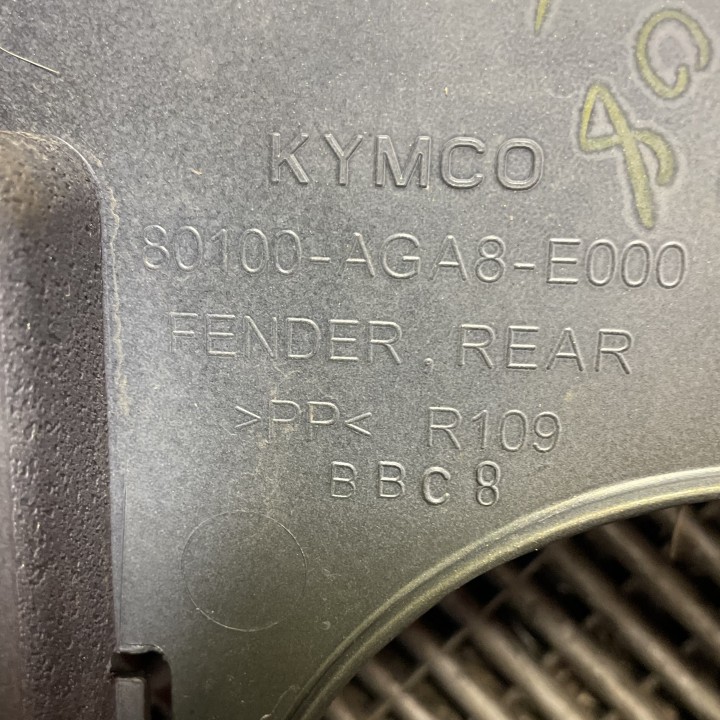 KYMCO
80100-AGA8-E000
FENDER, REAR
>PP< R109
BBC8